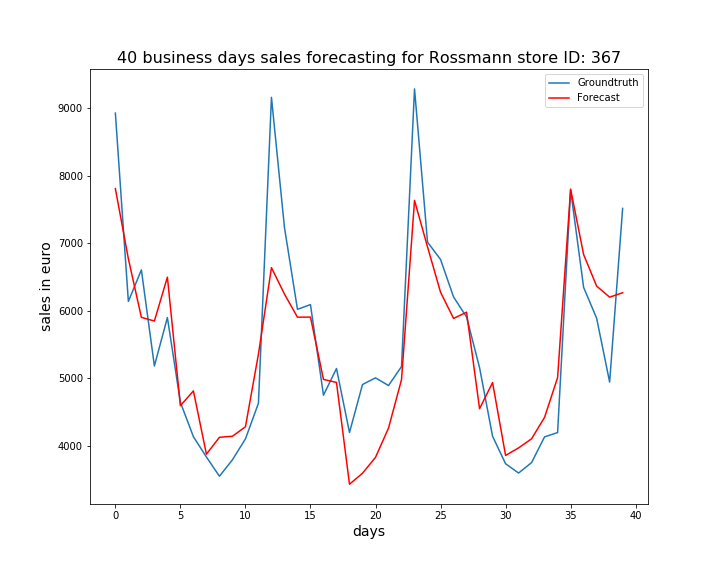 40 business days sales forecasting for Rossmann store ID: 367
Groundtruth
Forecast
sales in euro
9000
8000
7000
6000
5000
4000
0 5 10 15 20 25 30 35 40
days